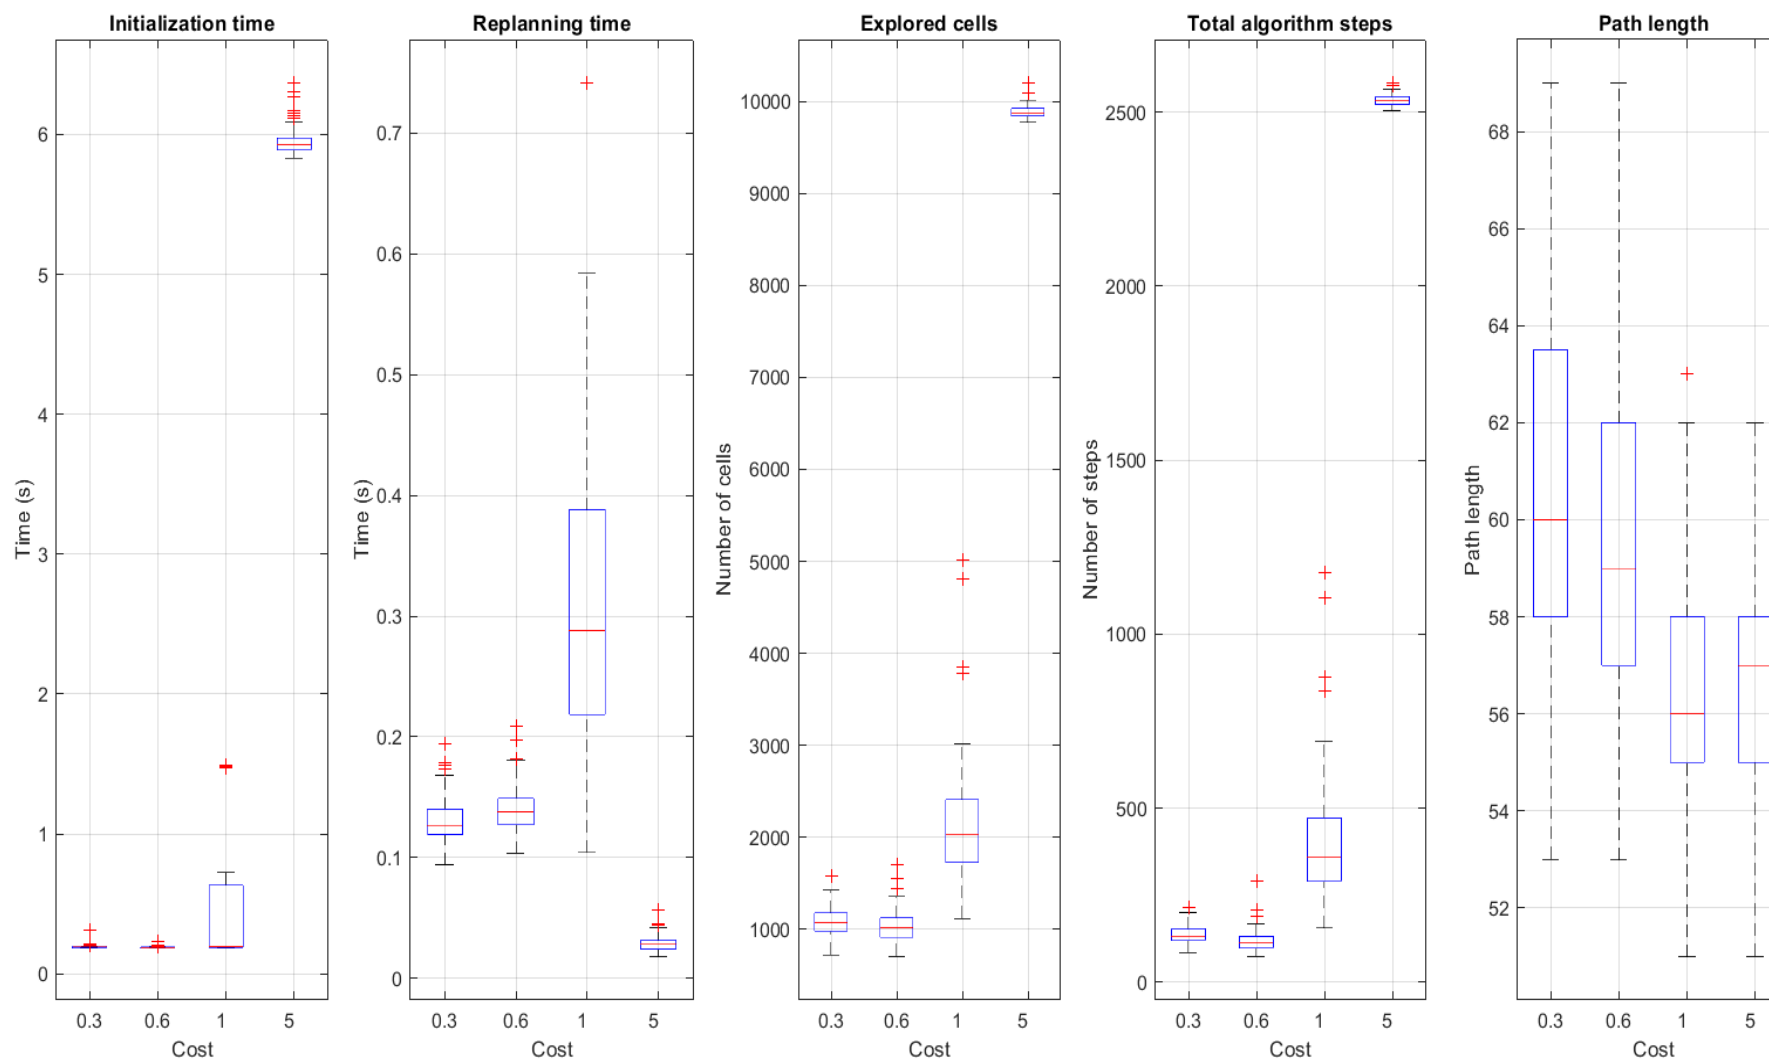 Initialization time
Time (s)
6
5
4
3
2
1
0
0.3 0.6 1 5
Cost
Replanning time
Time (s)
0.7
0.6
0.5
0.4
0.3
0.2
0.1
0
0.3 0.6 1 5
Cost
Explored cells
Number of cells
10000
9000
8000
7000
6000
5000
4000
3000
2000
1000
0.3 0.6 1 5
Cost
Total algorithm steps
Number of steps
2500
2000
1500
1000
500
0
0.3 0.6 1 5
Cost
Path length
Path length
68
66
64
62
60
58
56
54
52
0.3 0.6 1 5
Cost